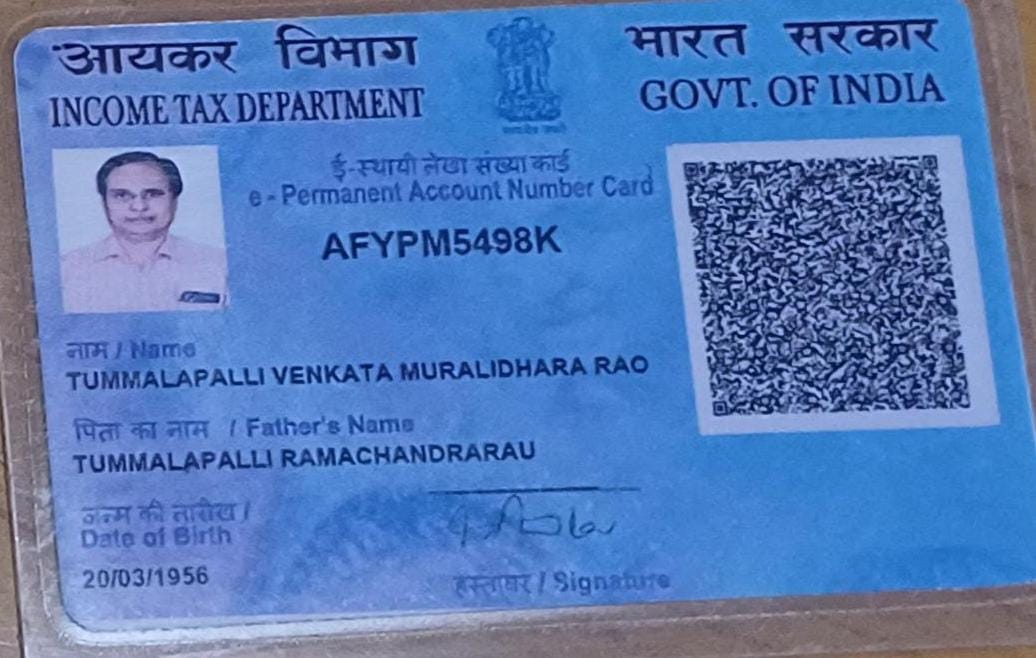 आयकर विभाग
INCOME TAX DEPARTMENT
भारत सरकार
GOVT. OF INDIA
ई-स्थायी लेखा संख्या कार्ड
e - Permanent Account Number Card
AFYPM5498K
नाम / Name
TUMMALAPALLI VENKATA MURALIDHARA RAO
पिता का नाम / Father's Name
TUMMALAPALLI RAMACHANDRARAU
जन्म की तारीख /
Date of Birth
20/03/1956
हस्ताक्षर / Signature